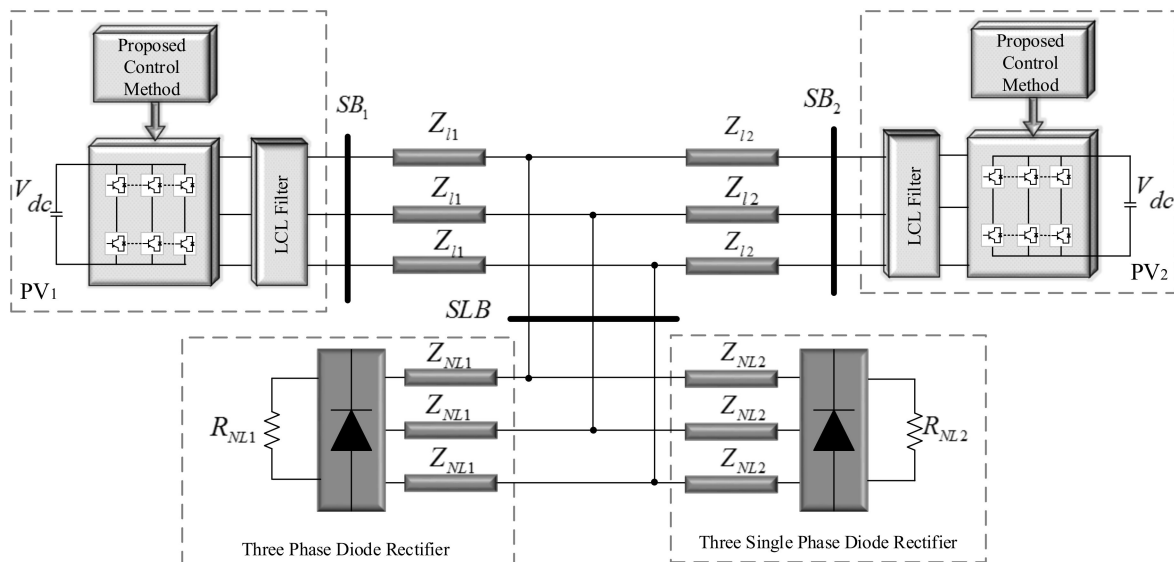 Proposed
Control
Method
V dc
LCL Filter
PV1
SB1
Zl1
Zl1
Zl1
Zl2
Zl2
Zl2
SB2
LCL Filter
Proposed
Control
Method
V dc
PV2
SLB
RNL1
ZNL1
ZNL1
ZNL1
Three Phase Diode Rectifier
ZNL2
ZNL2
ZNL2
RNL2
Three Single Phase Diode Rectifier